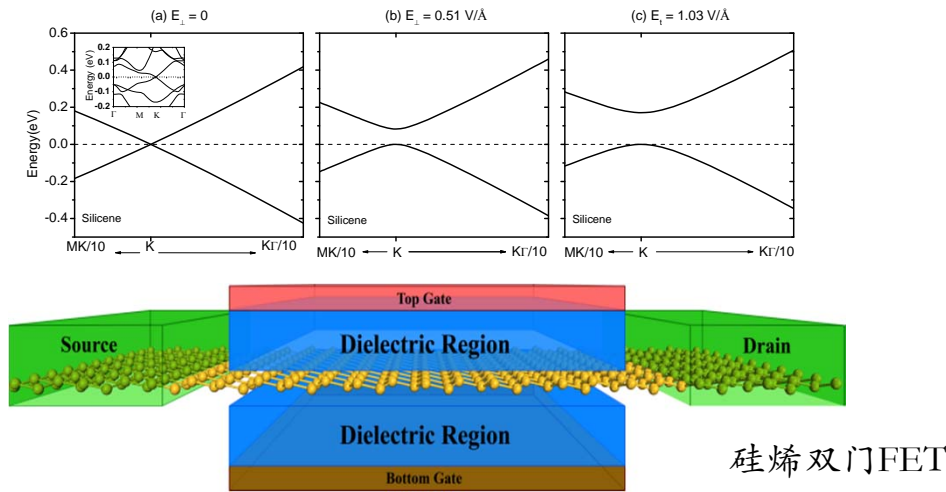 (a) E⊥ = 0
(b) E⊥ = 0.51 V/Å
(c) Et = 1.03 V/Å
Energy(eV)
0.6
0.4
0.2
0.0
-0.2
-0.4
Energy (eV)
0.2
0.1
0.0
-0.1
-0.2
Γ M K Γ
Silicene
Silicene
Silicene
MK/10 K KΓ/10
MK/10 K KΓ/10
MK/10 K KΓ/10
Top Gate
Source
Dielectric Region
Drain
Dielectric Region
Bottom Gate
硅烯双门FET